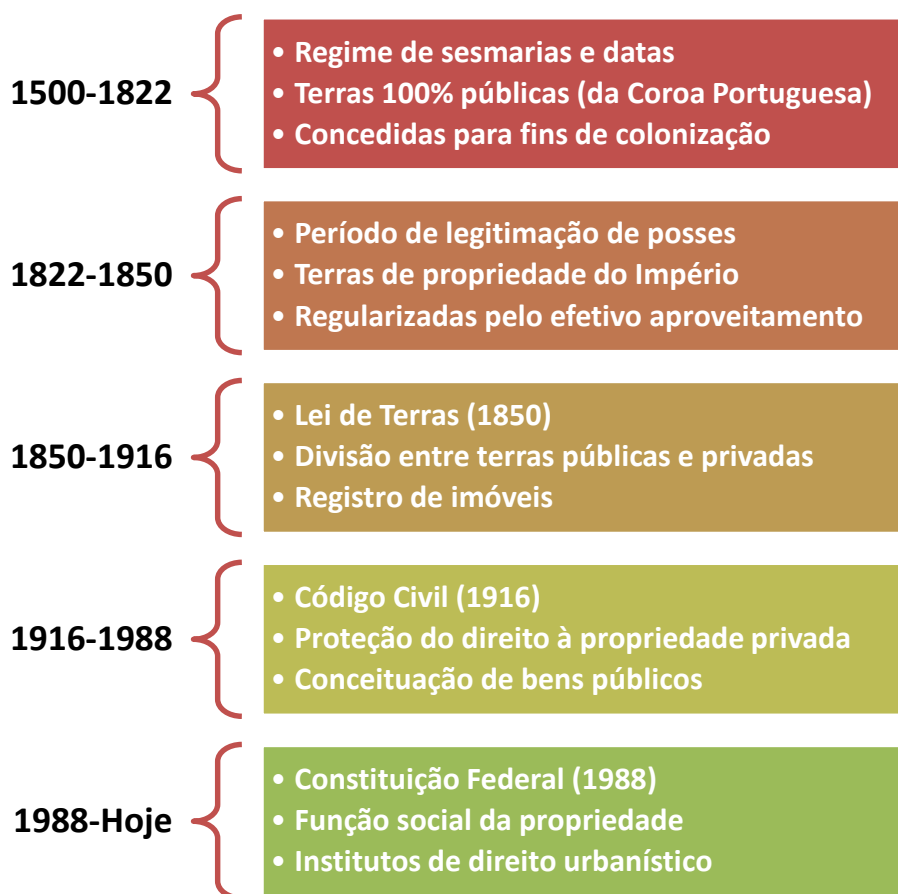 1500-1822
• Regime de sesmarias e datas
• Terras 100% públicas (da Coroa Portuguesa)
• Concedidas para fins de colonização
1822-1850
• Período de legitimação de posses
• Terras de propriedade do Império
• Regularizadas pelo efetivo aproveitamento
1850-1916
• Lei de Terras (1850)
• Divisão entre terras públicas e privadas
• Registro de imóveis
1916-1988
• Código Civil (1916)
• Proteção do direito à propriedade privada
• Conceituação de bens públicos
1988-Hoje
• Constituição Federal (1988)
• Função social da propriedade
• Institutos de direito urbanístico